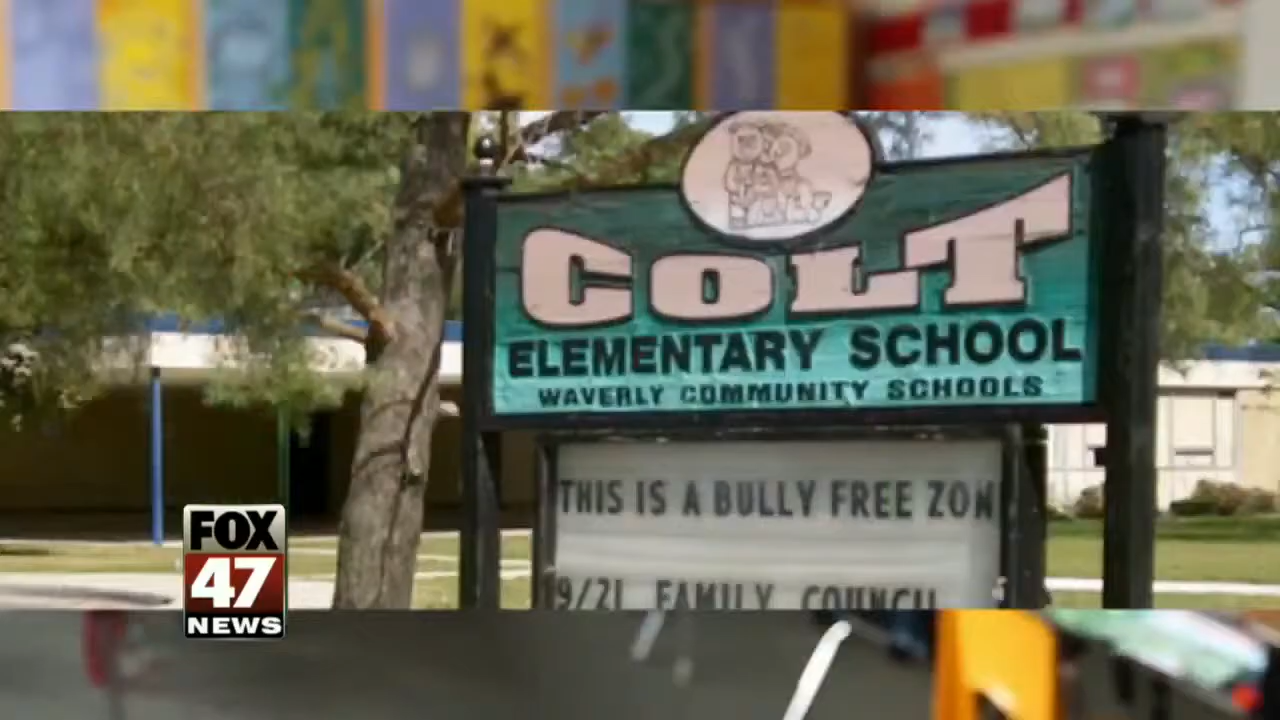 COLT
ELEMENTARY SCHOOL
WAVERLY COMMUNITY SCHOOLS
THIS IS A BULLY FREE ZON
9/21 FAMILY COUNCIL
FOX
47
NEWS